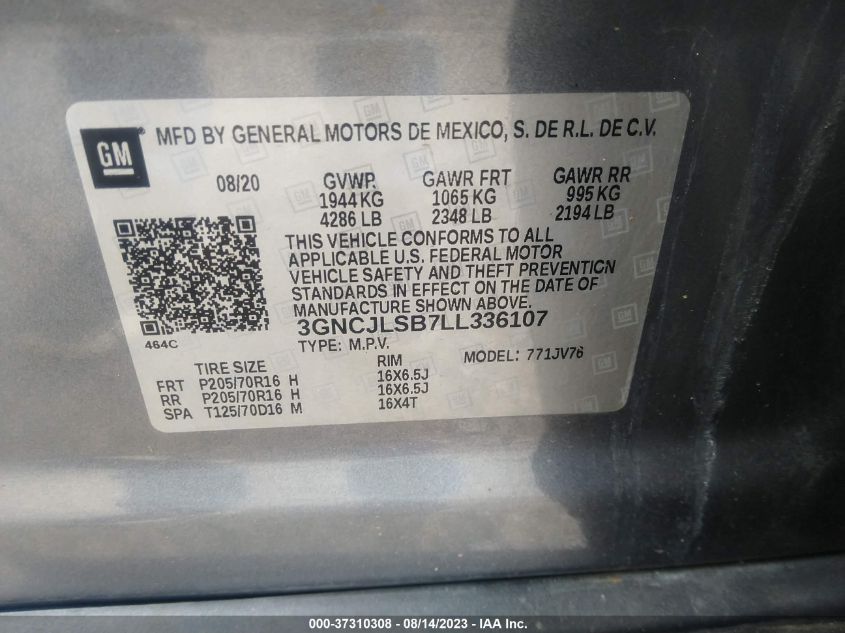 GM
MFD BY GENERAL MOTORS DE MEXICO, S. DE R.L. DE C.V.
08/20 GVWP. GAWR FRT GAWR RR
1944 KG 1065 KG 995 KG
4286 LB 2348 LB 2194 LB
THIS VEHICLE CONFORMS TO ALL
APPLICABLE U.S. FEDERAL MOTOR
VEHICLE SAFETY AND THEFT PREVENTION
STANDARDS IN EFFECT ON THE DATE OF
MANUFACTURE SHOWN ABOVE.
3GNCJLSB7LL336107
464C
TYPE: M.P.V. MODEL: 771JV76
TIRE SIZE RIM
FRT P205/70R16 H 16X6.5J
RR P205/70R16 H 16X6.5J
SPA T125/70D16 M 16X4T
000-37310308 - 08/14/2023 - IAA Inc.